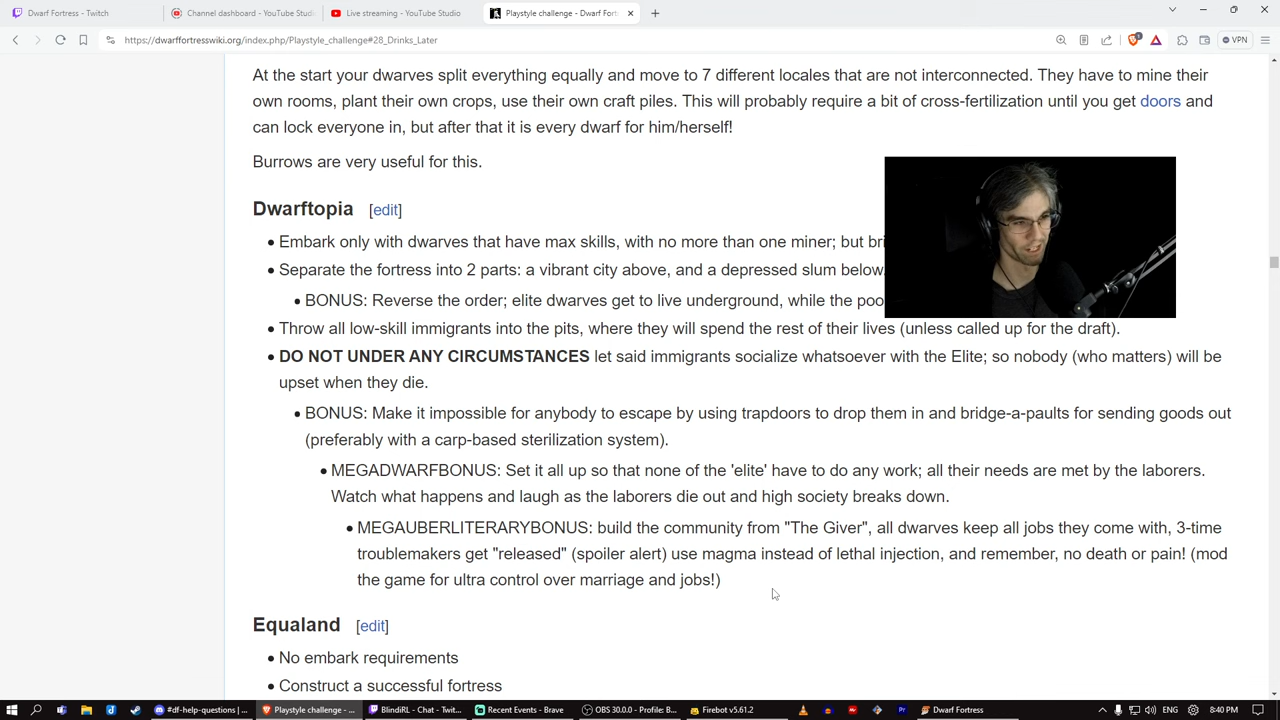 Dwarf Fortress - Twitch
Channel dashboard - YouTube Studi
Live streaming - YouTube Studio
Playstyle challenge - Dwarf Fort
https://dwarffortresswiki.org/index.php/Playstyle_challenge#28_Drinks_Later
1
VPN
At the start your dwarves split everything equally and move to 7 different locales that are not interconnected. They have to mine their
own rooms, plant their own crops, use their own craft piles. This will probably require a bit of cross-fertilization until you get doors and
can lock everyone in, but after that it is every dwarf for him/herself!
Burrows are very useful for this.
Dwarftopia [edit]
Embark only with dwarves that have max skills, with no more than one miner; but bri
Separate the fortress into 2 parts: a vibrant city above, and a depressed slum below.
BONUS: Reverse the order; elite dwarves get to live underground, while the poo
Throw all low-skill immigrants into the pits, where they will spend the rest of their lives (unless called up for the draft).
DO NOT UNDER ANY CIRCUMSTANCES let said immigrants socialize whatsoever with the Elite; so nobody (who matters) will be
upset when they die.
BONUS: Make it impossible for anybody to escape by using trapdoors to drop them in and bridge-a-paults for sending goods out
(preferably with a carp-based sterilization system).
MEGADWARFBONUS: Set it all up so that none of the 'elite' have to do any work; all their needs are met by the laborers.
Watch what happens and laugh as the laborers die out and high society breaks down.
MEGAUBERLITERARYBONUS: build the community from "The Giver", all dwarves keep all jobs they come with, 3-time
troublemakers get "released" (spoiler alert) use magma instead of lethal injection, and remember, no death or pain! (mod
the game for ultra control over marriage and jobs!)
Equaland [edit]
No embark requirements
Construct a successful fortress
#df-help-questions | ...
Playstyle challenge - ...
BlindiRL - Chat - Twit...
Recent Events - Brave
OBS 30.0.0 - Profile: B...
Firebot v5.61.2
Dwarf Fortress
ENG
8:40 PM